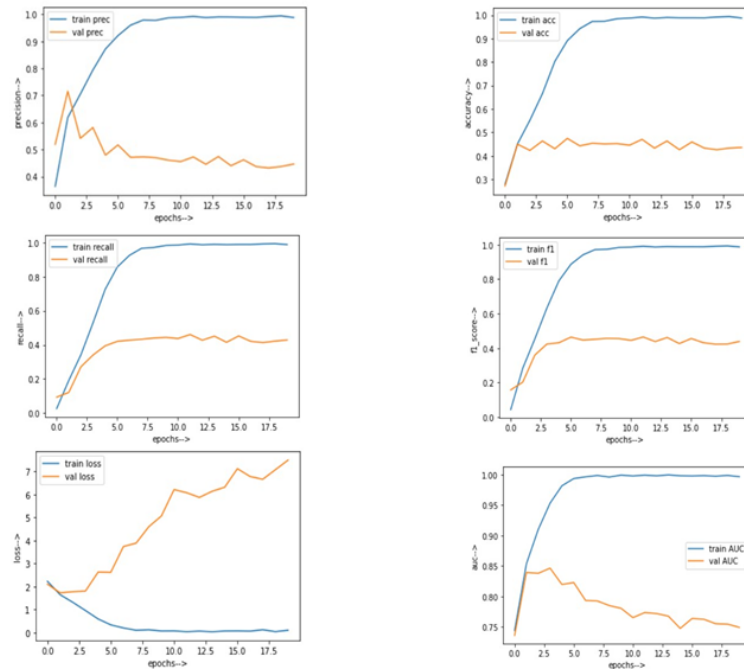 train prec
val prec
1.0
0.9
0.8
0.7
0.6
0.5
0.4
precision-->
0.0 2.5 5.0 7.5 10.0 12.5 15.0 17.5
epochs-->
train acc
val acc
1.0
0.9
0.8
0.7
0.6
0.5
0.4
0.3
accuracy-->
0.0 2.5 5.0 7.5 10.0 12.5 15.0 17.5
epochs-->
train recall
val recall
1.0
0.8
0.6
0.4
0.2
0.0
recall-->
0.0 2.5 5.0 7.5 10.0 12.5 15.0 17.5
epochs-->
train f1
val f1
1.0
0.8
0.6
0.4
0.2
0.0
f1_score-->
0.0 2.5 5.0 7.5 10.0 12.5 15.0 17.5
epochs-->
train loss
val loss
7
6
5
4
3
2
1
0
loss-->
0.0 2.5 5.0 7.5 10.0 12.5 15.0 17.5
epochs-->
1.00
0.95
0.90
0.85
0.80
0.75
auc-->
train AUC
val AUC
0.0 2.5 5.0 7.5 10.0 12.5 15.0 17.5
epochs-->